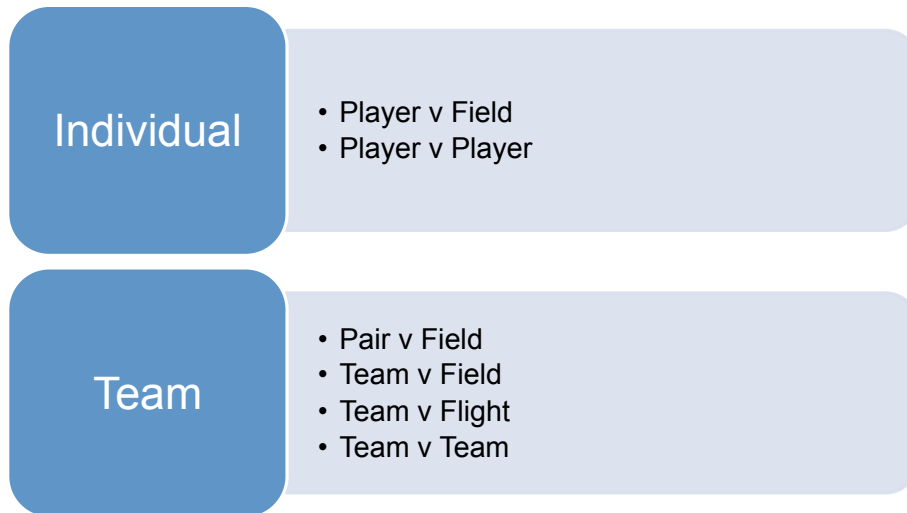 Individual
• Player v Field
• Player v Player
Team
• Pair v Field
• Team v Field
• Team v Flight
• Team v Team